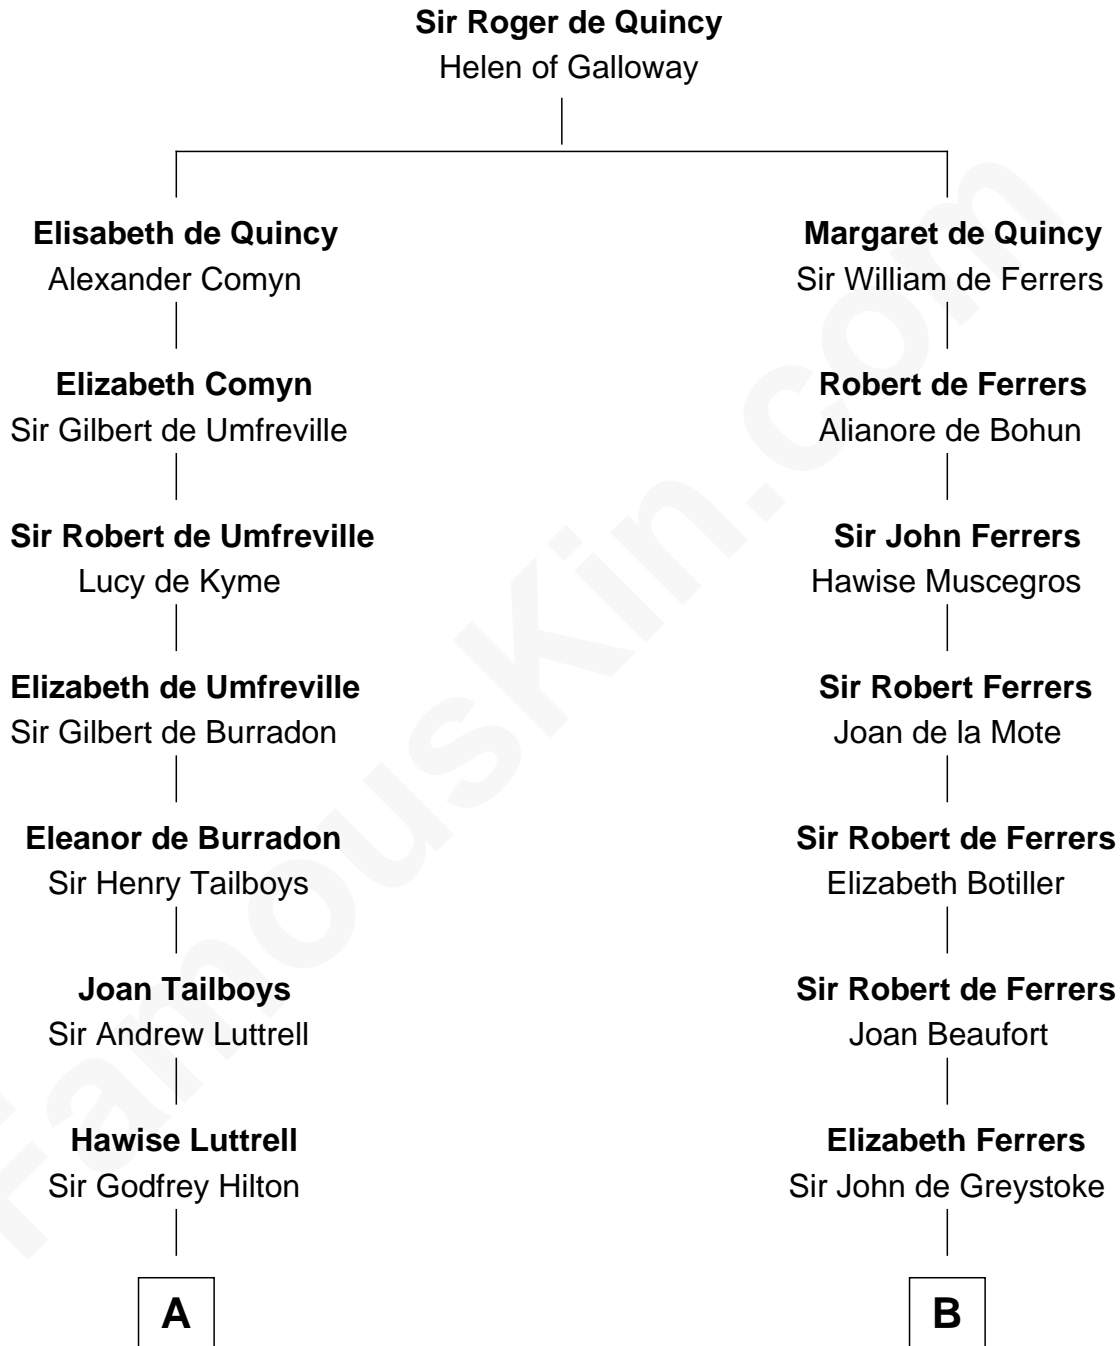 Sir Roger de Quincy
Helen of Galloway
Elisabeth de Quincy
Alexander Comyn
Margaret de Quincy
Sir William de Ferrers
Elizabeth Comyn
Sir Gilbert de Umfreville
Robert de Ferrers
Alianore de Bohun
Sir Robert de Umfreville
Lucy de Kyme
Sir John Ferrers
Hawise Muscegros
Elizabeth de Umfreville
Sir Gilbert de Burradon
Sir Robert Ferrers
Joan de la Mote
Eleanor de Burradon
Sir Henry Tailboys
Sir Robert de Ferrers
Elizabeth Botiller
Joan Tailboys
Sir Andrew Luttrell
Sir Robert de Ferrers
Joan Beaufort
Hawise Luttrell
Sir Godfrey Hilton
Elizabeth Ferrers
Sir John de Greystoke
A
B
FamousKin.com